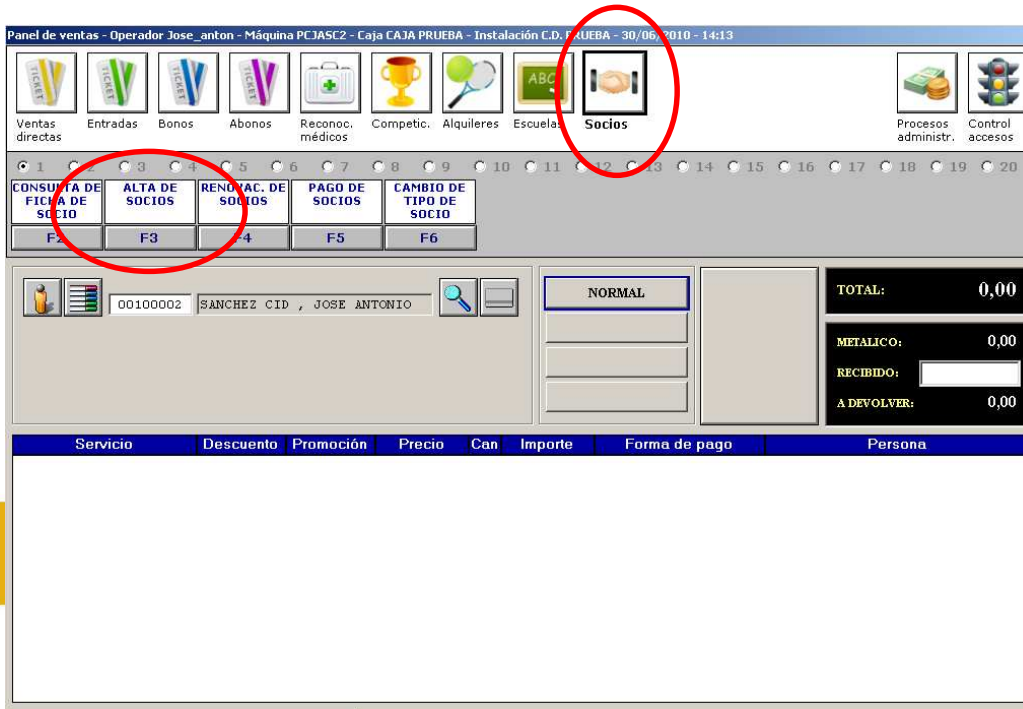 Panel de ventas - Operador Jose_anton - Máquina PCJASC2 - Caja CAJA PRUEBA - Instalación C.D. PRUEBA - 30/06/2010 - 14:13
TICKET TICKET TICKET TICKET ABC
Ventas directas
Entradas
Bonos
Abonos
Reconoc. médicos
Competic.
Alquileres
Escuelas
Socios
Procesos administr.
Control accesos
1 2 3 4 5 6 7 8 9 10 11 12 13 14 15 16 17 18 19 20
CONSULTA DE FICHA DE SOCIO
ALTA DE SOCIOS
RENOVAC. DE SOCIOS
PAGO DE SOCIOS
CAMBIO DE TIPO DE SOCIO
F2 F3 F4 F5 F6
00100002 SANCHEZ CID , JOSE ANTONIO
NORMAL
TOTAL: 0,00
METALICO: 0,00
RECIBIDO:
A DEVOLVER: 0,00
Servicio Descuento Promoción Precio Can Importe Forma de pago Persona